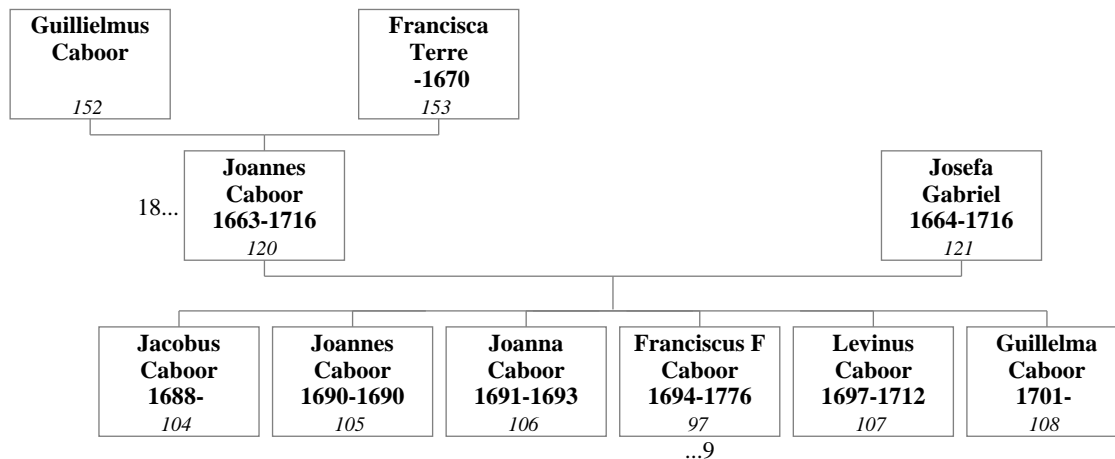 Guillielmus
Caboor
152
Francisca
Terre
-1670
153
18...
Joannes
Caboor
1663-1716
120
Josefa
Gabriel
1664-1716
121
Jacobus
Caboor
1688-
104
Joannes
Caboor
1690-1690
105
Joanna
Caboor
1691-1693
106
Franciscus F
Caboor
1694-1776
97
...9
Levinus
Caboor
1697-1712
107
Guillelma
Caboor
1701-
108